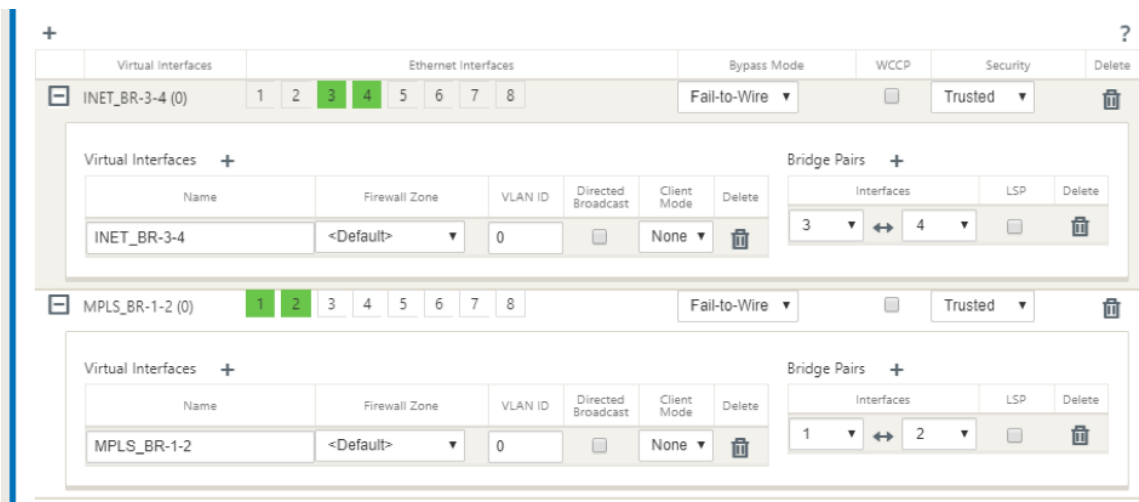 + ?
Virtual Interfaces Ethernet Interfaces Bypass Mode WCCP Security Delete
INET_BR-3-4 (0) 1 2 3 4 5 6 7 8 Fail-to-Wire Trusted
Virtual Interfaces + Bridge Pairs +
Name Firewall Zone VLAN ID Directed Broadcast Client Mode Delete Interfaces LSP Delete
INET_BR-3-4 <Default> 0 None 3 4
MPLS_BR-1-2 (0) 1 2 3 4 5 6 7 8 Fail-to-Wire Trusted
Virtual Interfaces + Bridge Pairs +
Name Firewall Zone VLAN ID Directed Broadcast Client Mode Delete Interfaces LSP Delete
MPLS_BR-1-2 <Default> 0 None 1 2